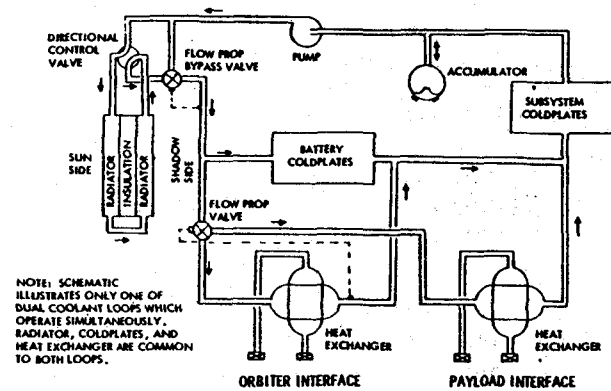 DIRECTIONAL
CONTROL
VALVE
FLOW PROP
BYPASS VALVE
PUMP
ACCUMULATOR
SUBSYSTEM
COLDPLATES
SUN
SIDE
RADIATOR
INSULATION
RADIATOR
SHADOW
SIDE
BATTERY
COLDPLATES
FLOW PROP
VALVE
NOTE: SCHEMATIC
ILLUSTRATES ONLY ONE OF
DUAL COOLANT LOOPS WHICH
OPERATE SIMULTANEOUSLY.
RADIATOR, COLDPLATES, AND
HEAT EXCHANGER ARE COMMON
TO BOTH LOOPS.
HEAT
EXCHANGER
HEAT
EXCHANGER
ORBITER INTERFACE
PAYLOAD INTERFACE